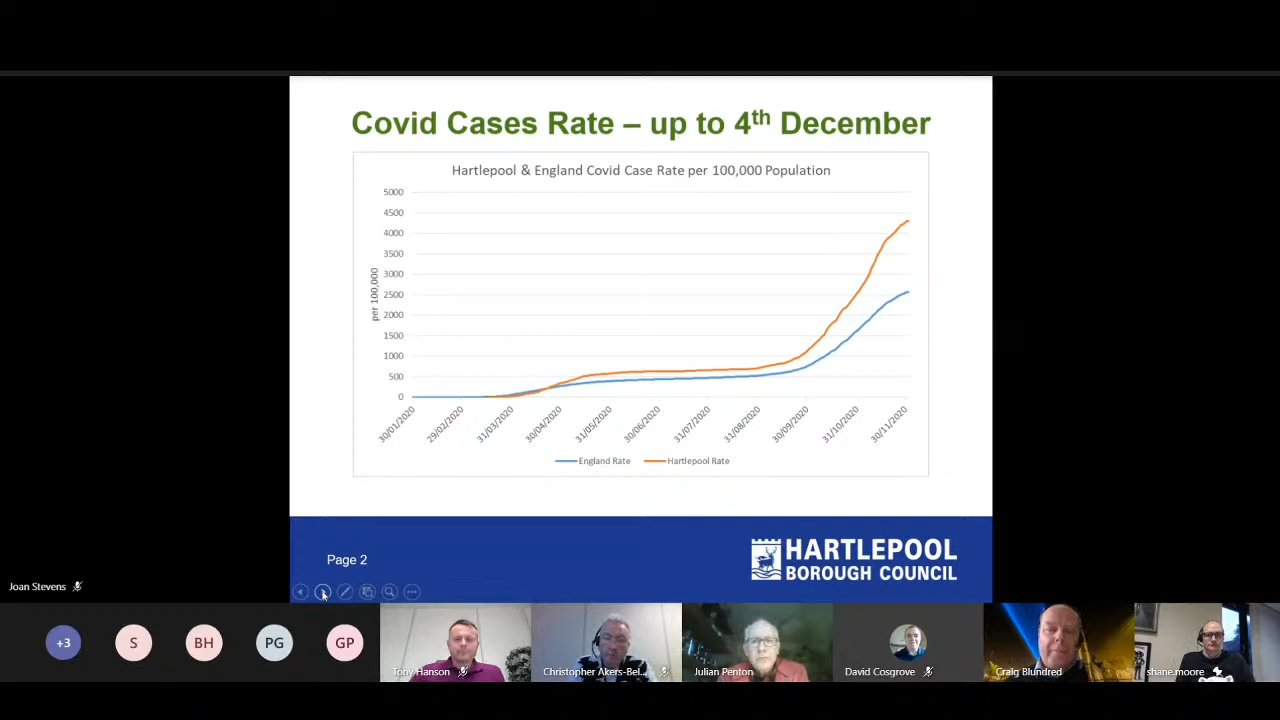 Covid Cases Rate – up to 4th December
Hartlepool & England Covid Case Rate per 100,000 Population
per 100,000
5000
4500
4000
3500
3000
2500
2000
1500
1000
500
0
30/01/2020
29/02/2020
31/03/2020
30/04/2020
31/05/2020
30/06/2020
31/07/2020
31/08/2020
30/09/2020
31/10/2020
30/11/2020
England Rate
Hartlepool Rate
Page 2
HARTLEPOOL
BOROUGH COUNCIL
Joan Stevens
+3
S
BH
PG
GP
Tony Hanson
Christopher Akers-Bel...
Julian Penton
David Cosgrove
Craig Blundred
shane.moore